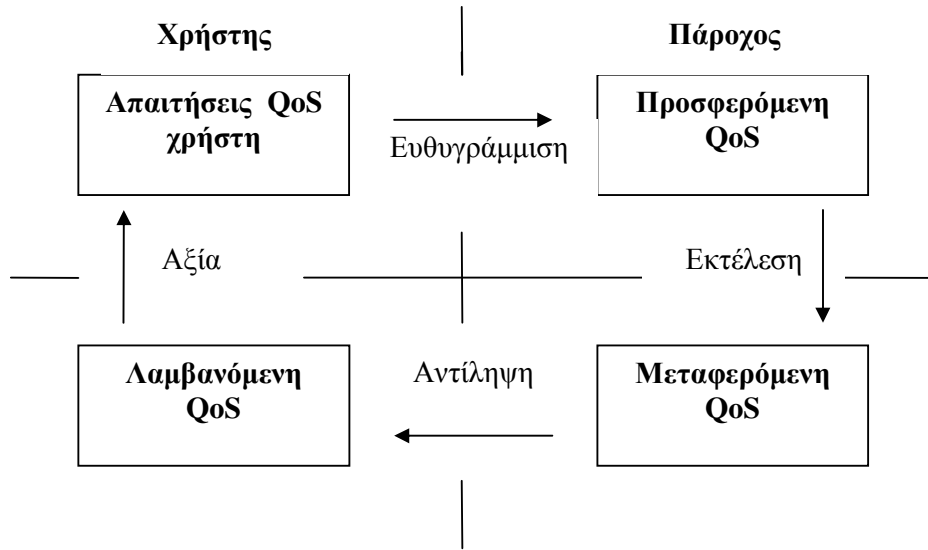 Χρήστης
Πάροχος
Απαιτήσεις QoS
χρήστη
Ευθυγράμμιση
Προσφερόμενη
QoS
Αξία
Εκτέλεση
Λαμβανόμενη
QoS
Αντίληψη
Μεταφερόμενη
QoS